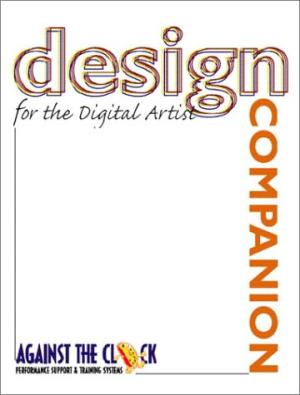 design
for the Digital Artist
COMPANION
AGAINST THE CLOCK
PERFORMANCE SUPPORT & TRAINING SYSTEMS